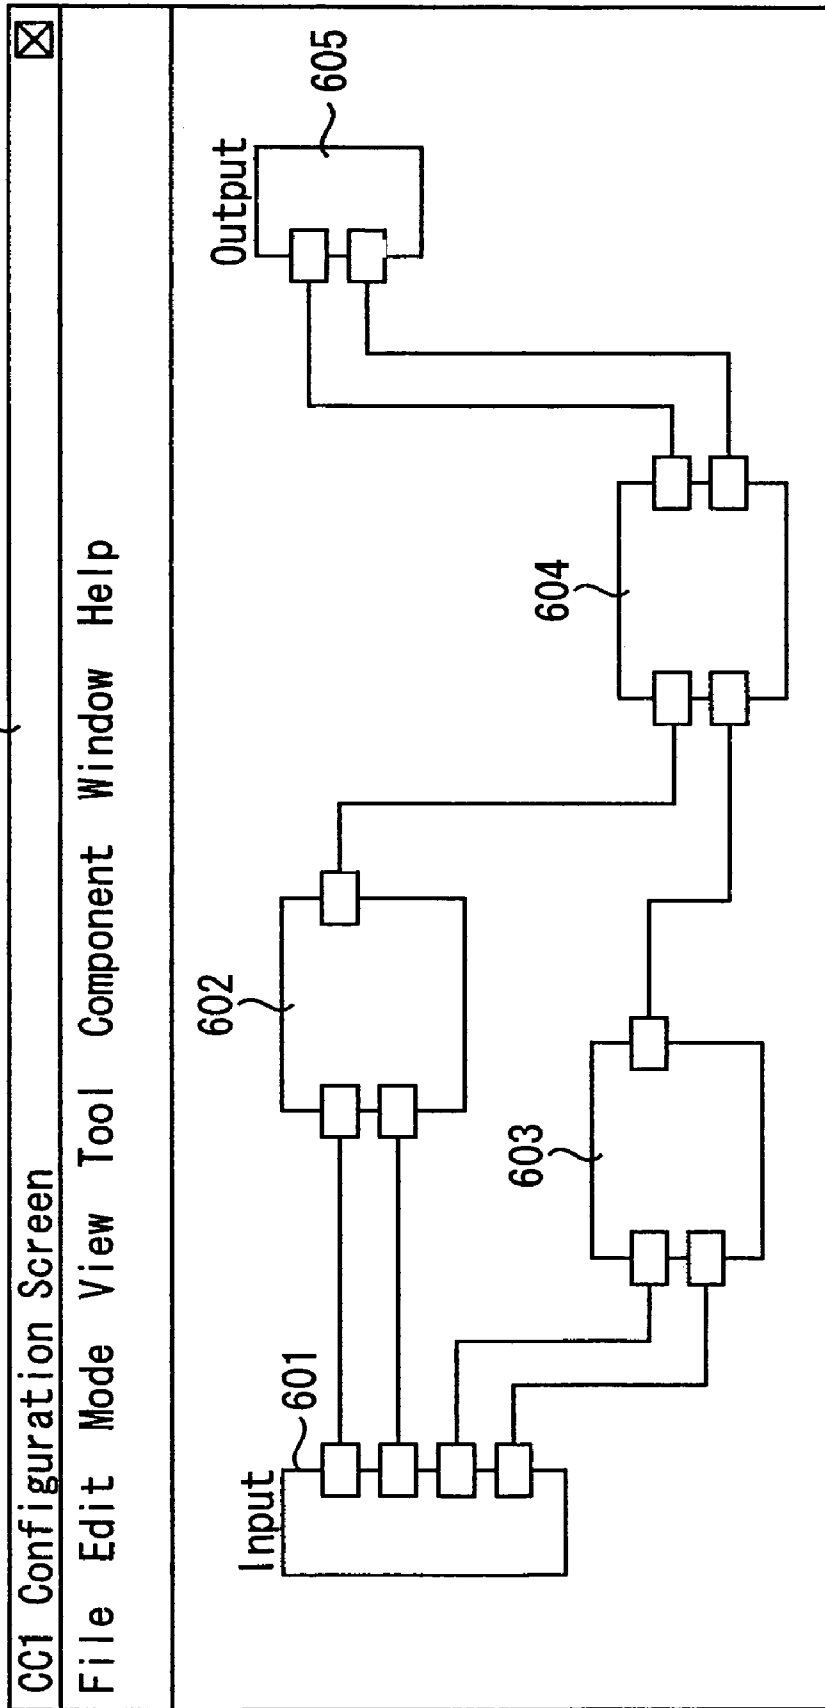 CC1 Configuration Screen
File Edit Mode View Tool Component Window Help
Input
601
602
603
604
Output
605